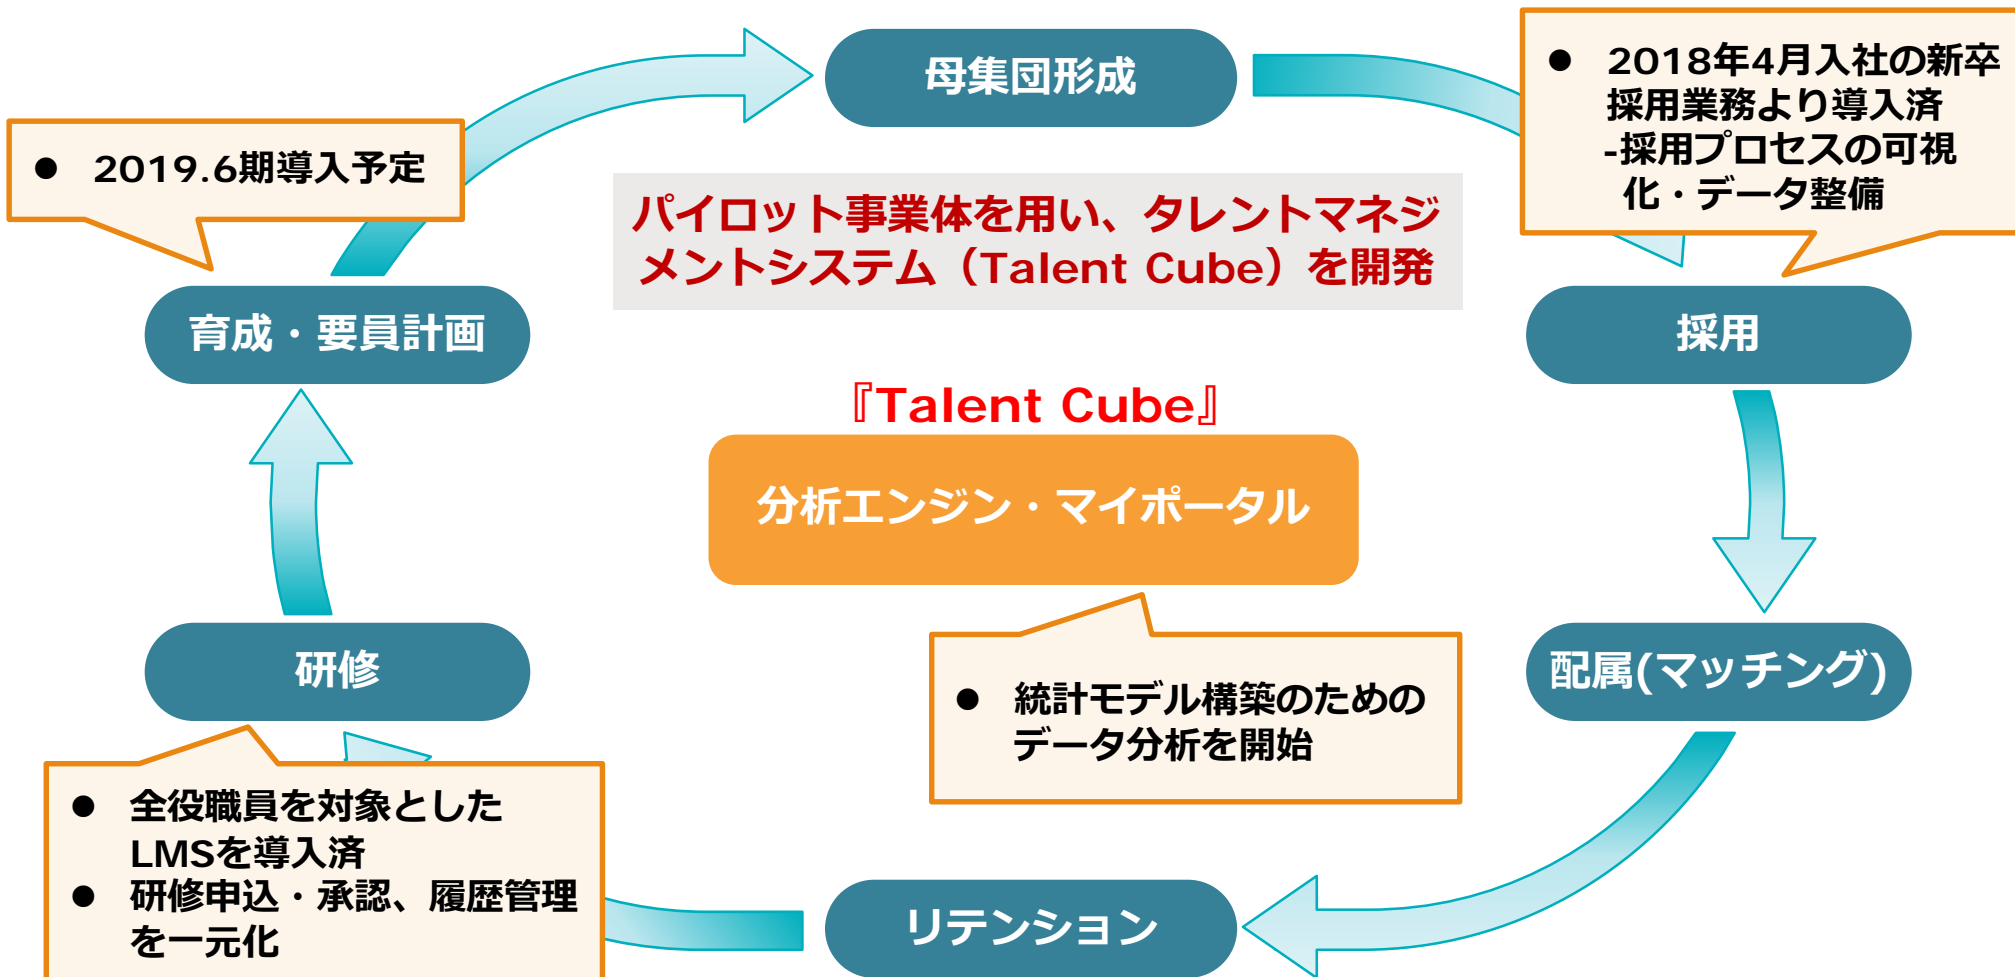 母集団形成
● 2018年4月入社の新卒
採用業務より導入済
-採用プロセスの可視
化・データ整備
● 2019.6期導入予定
パイロット事業体を用い、タレントマネジ
メントシステム（Talent Cube）を開発
育成・要員計画
採用
『Talent Cube』
分析エンジン・マイポータル
研修
配属(マッチング)
● 統計モデル構築のための
データ分析を開始
● 全役職員を対象とした
LMSを導入済
● 研修申込・承認、履歴管理
を一元化
リテンション